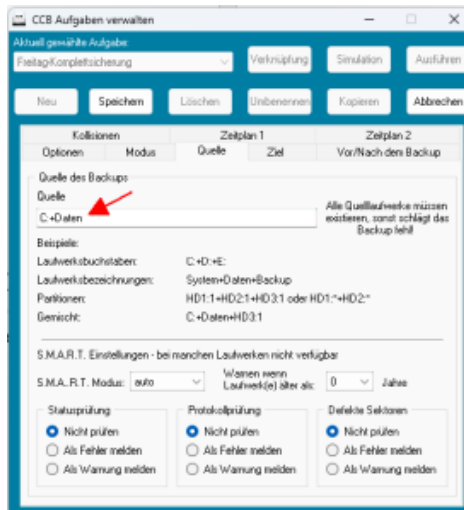 CCB Aufgaben verwalten
Aktuell gewählte Aufgabe:
Freitag-Komplettsicherung
Verknüpfung
Simulation
Ausführen
Neu
Speichern
Löschen
Umbenennen
Kopieren
Abbrechen
Kollisionen
Zeitplan 1
Zeitplan 2
Optionen
Modus
Quelle
Ziel
Vor/Nach dem Backup
Quelle des Backups
Quelle
C:+Daten
Alle Quelllaufwerke müssen
existieren, sonst schlägt das
Backup fehl!
Beispiele:
Laufwerksbuchstaben: C:+D:+E:
Laufwerksbezeichnungen: System+Daten+Backup
Partitionen: HD1:1+HD2:1+HD3:1 oder HD1:*+HD2:*
Gemischt: C:+Daten+HD3:1
S.M.A.R.T. Einstellungen - bei manchen Laufwerken nicht verfügbar
S.M.A.R.T. Modus: auto
Warnen wenn
Laufwerk(e) älter als: 0 Jahre
Statusprüfung
Nicht prüfen
Als Fehler melden
Als Warnung melden
Protokollprüfung
Nicht prüfen
Als Fehler melden
Als Warnung melden
Defekte Sektoren
Nicht prüfen
Als Fehler melden
Als Warnung melden